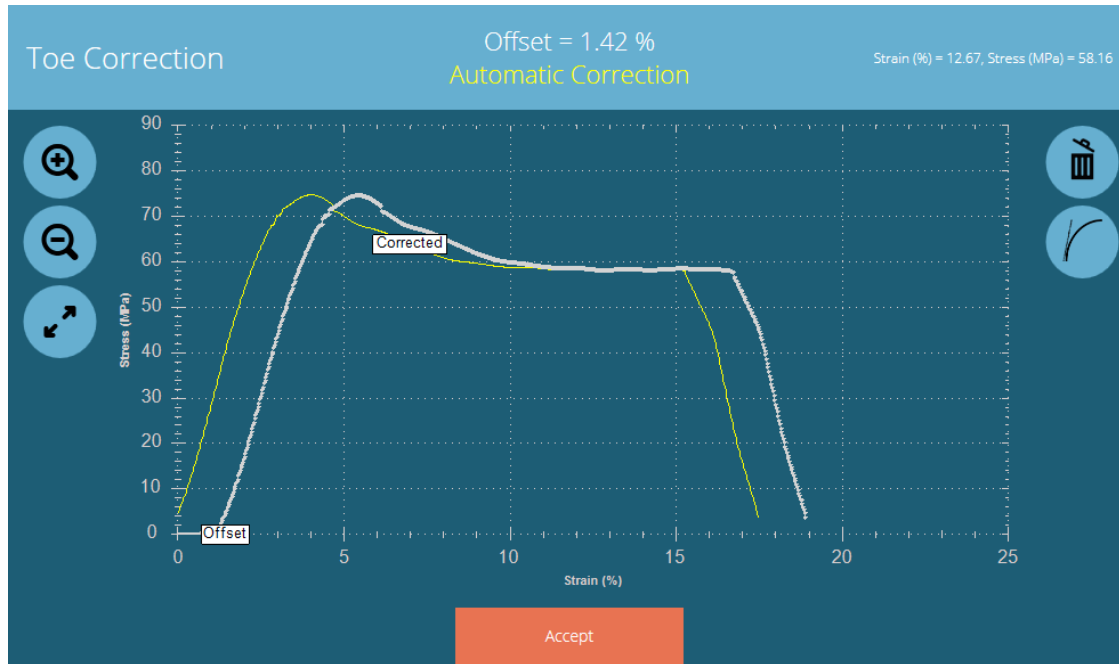 Toe Correction
Offset = 1.42 %
Automatic Correction
Strain (%) = 12.67, Stress (MPa) = 58.16
90
80
70
60
50
40
30
20
10
0
Stress (MPa)
Corrected
Offset
0 5 10 15 20 25
Strain (%)
Accept